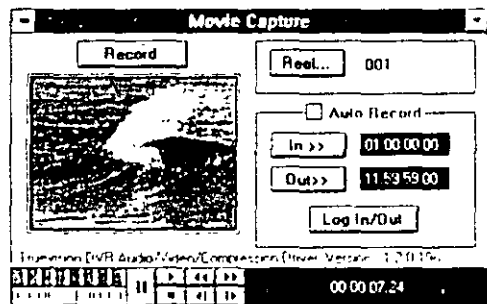 Movie Capture
Record
Reel... 001
Auto Record
In >> 01:00:00:00
Out>> 11:59:59:00
Log In/Out
Truevision DVR Audio/Video/Compression Driver Version
00:00:07.24